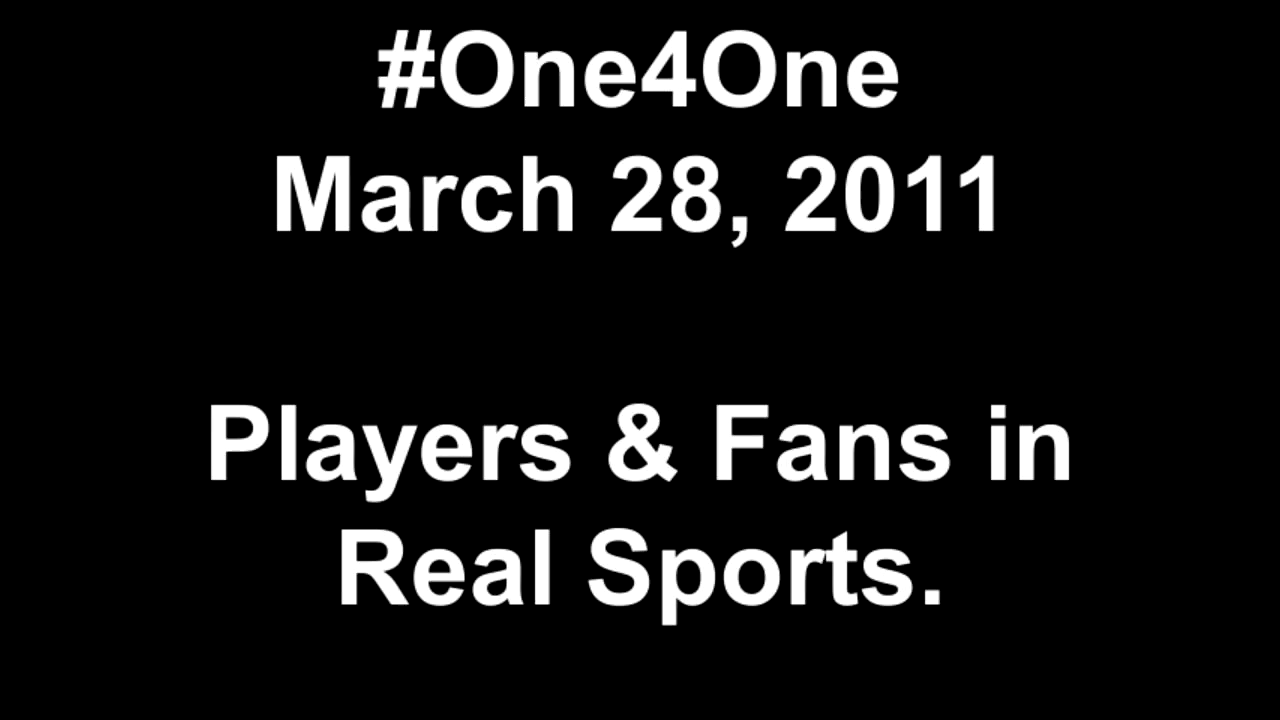 #One4One
March 28, 2011
Players & Fans in
Real Sports.